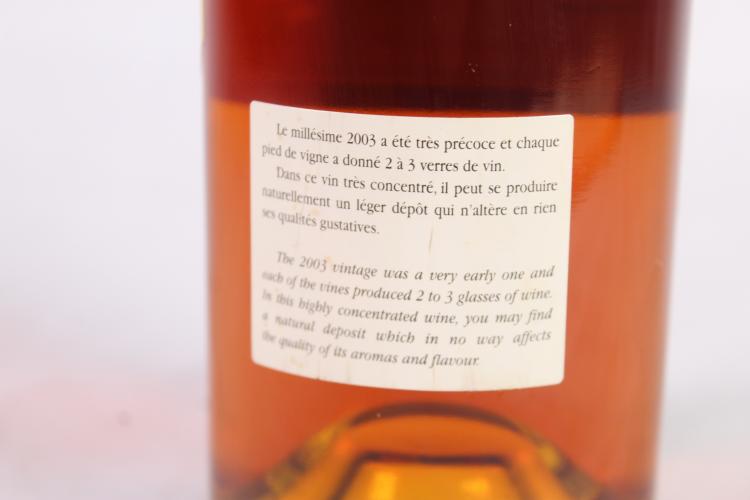 Le millésime 2003 a été très précoce et chaque
pied de vigne a donné 2 à 3 verres de vin.
Dans ce vin très concentré, il peut se produire
naturellement un léger dépôt qui n'altère en rien
ses qualités gustatives.
The 2003 vintage was a very early one and
each of the vines produced 2 to 3 glasses of wine.
In this highly concentrated wine, you may find
a natural deposit which in no way affects
the quality of its aromas and flavour.